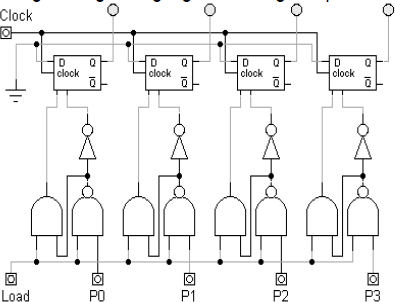 Clock
D Q D Q D Q D Q
clock clock clock clock
Q Q Q Q
Load P0 P1 P2 P3